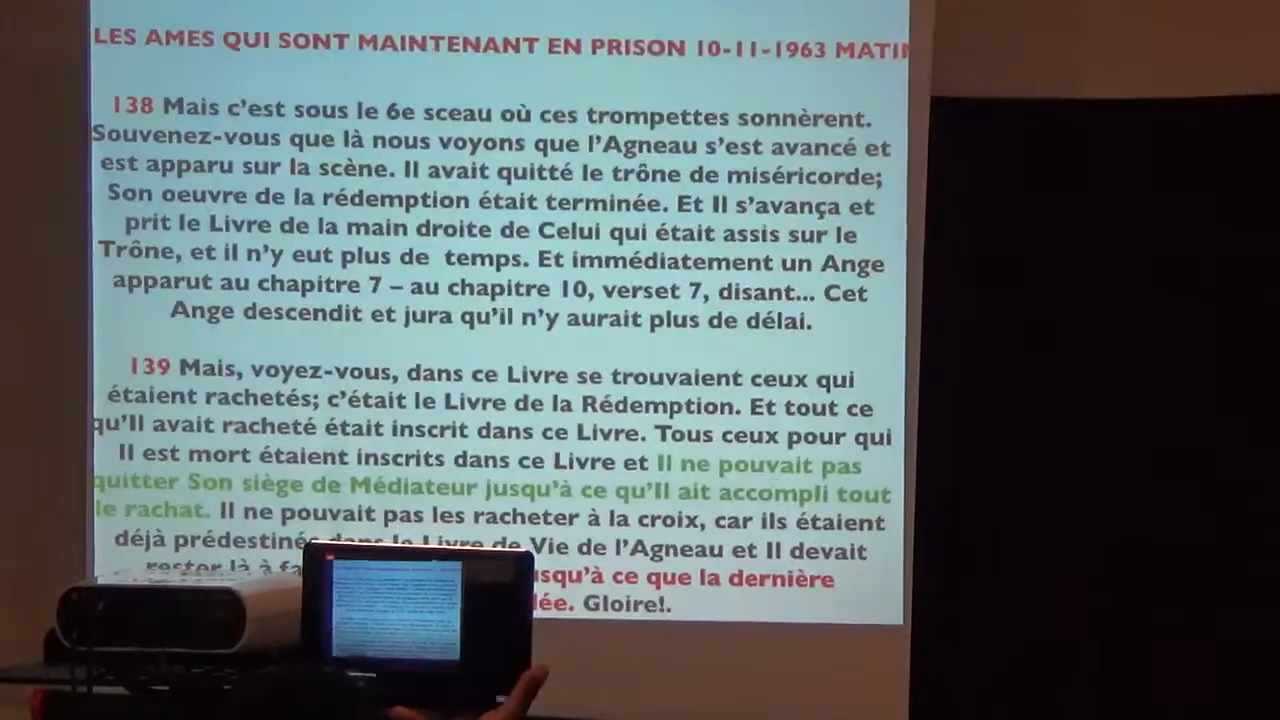 LES AMES QUI SONT MAINTENANT EN PRISON 10-11-1963 MATIN
138 Mais c’est sous le 6e sceau où ces trompettes sonnèrent.
Souvenez-vous que là nous voyons que l’Agneau s’est avancé et
est apparu sur la scène. Il avait quitté le trône de miséricorde;
Son oeuvre de la rédemption était terminée. Et Il s’avança et
prit le Livre de la main droite de Celui qui était assis sur le
Trône, et il n’y eut plus de temps. Et immédiatement un Ange
apparut au chapitre 7 – au chapitre 10, verset 7, disant... Cet
Ange descendit et jura qu’il n’y aurait plus de délai.
139 Mais, voyez-vous, dans ce Livre se trouvaient ceux qui
étaient rachetés; c’était le Livre de la Rédemption. Et tout ce
qu’Il avait racheté était inscrit dans ce Livre. Tous ceux pour qui
Il est mort étaient inscrits dans ce Livre et Il ne pouvait pas
quitter Son siège de Médiateur jusqu’à ce qu’Il ait accompli tout
le rachat. Il ne pouvait pas les racheter à la croix, car ils étaient
déjà prédestinés dans le Livre de Vie de l’Agneau et Il devait
rester là à jusqu’à ce que la dernière
Gloire!.